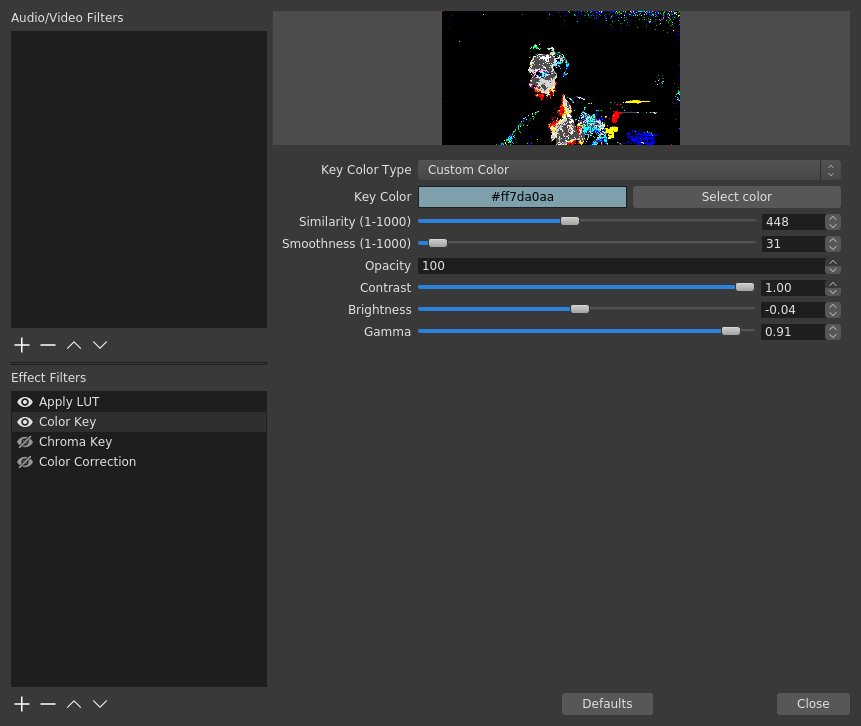 Audio/Video Filters
Key Color Type Custom Color
Key Color #ff7da0aa Select color
Similarity (1-1000) 448
Smoothness (1-1000) 31
Opacity 100
Contrast 1.00
Brightness -0.04
Gamma 0.91
Effect Filters
Apply LUT
Color Key
Chroma Key
Color Correction
Defaults Close